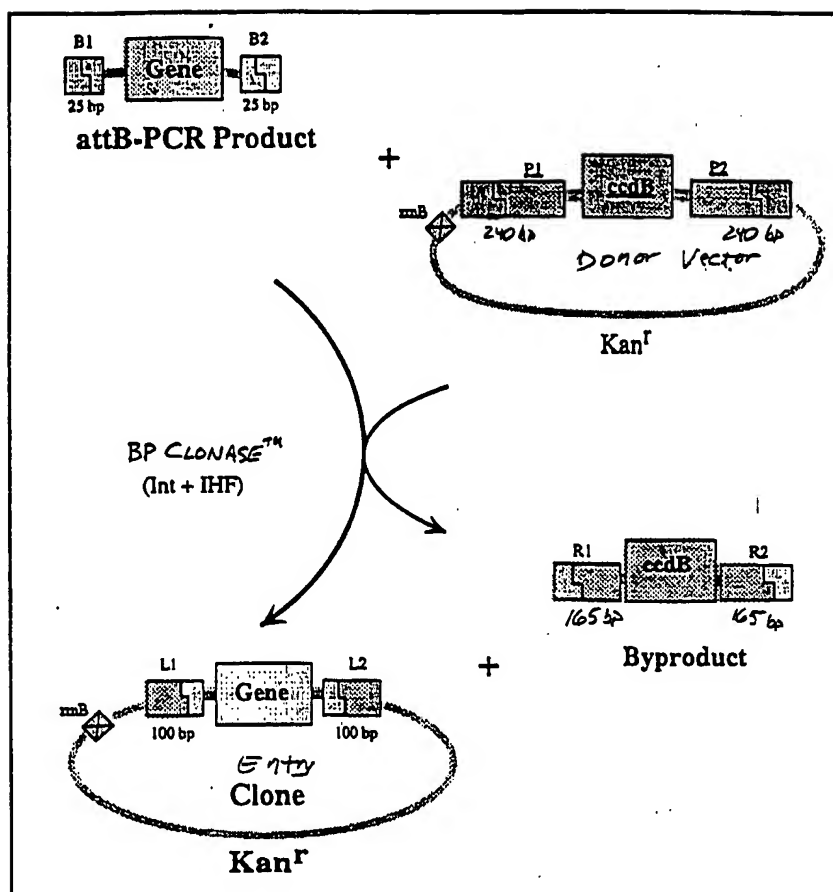 B1 B2
Gene
25 bp 25 bp
attB-PCR Product
+
P1 ccdB P2
rrnB
240 bp 240 bp
Donor Vector
Kanʳ
BP CLONASE™
(Int + IHF)
R1 ccdB R2
165 bp 165 bp
Byproduct
+
L1 L2
Gene
rrnB
100 bp 100 bp
Entry
Clone
Kanʳ